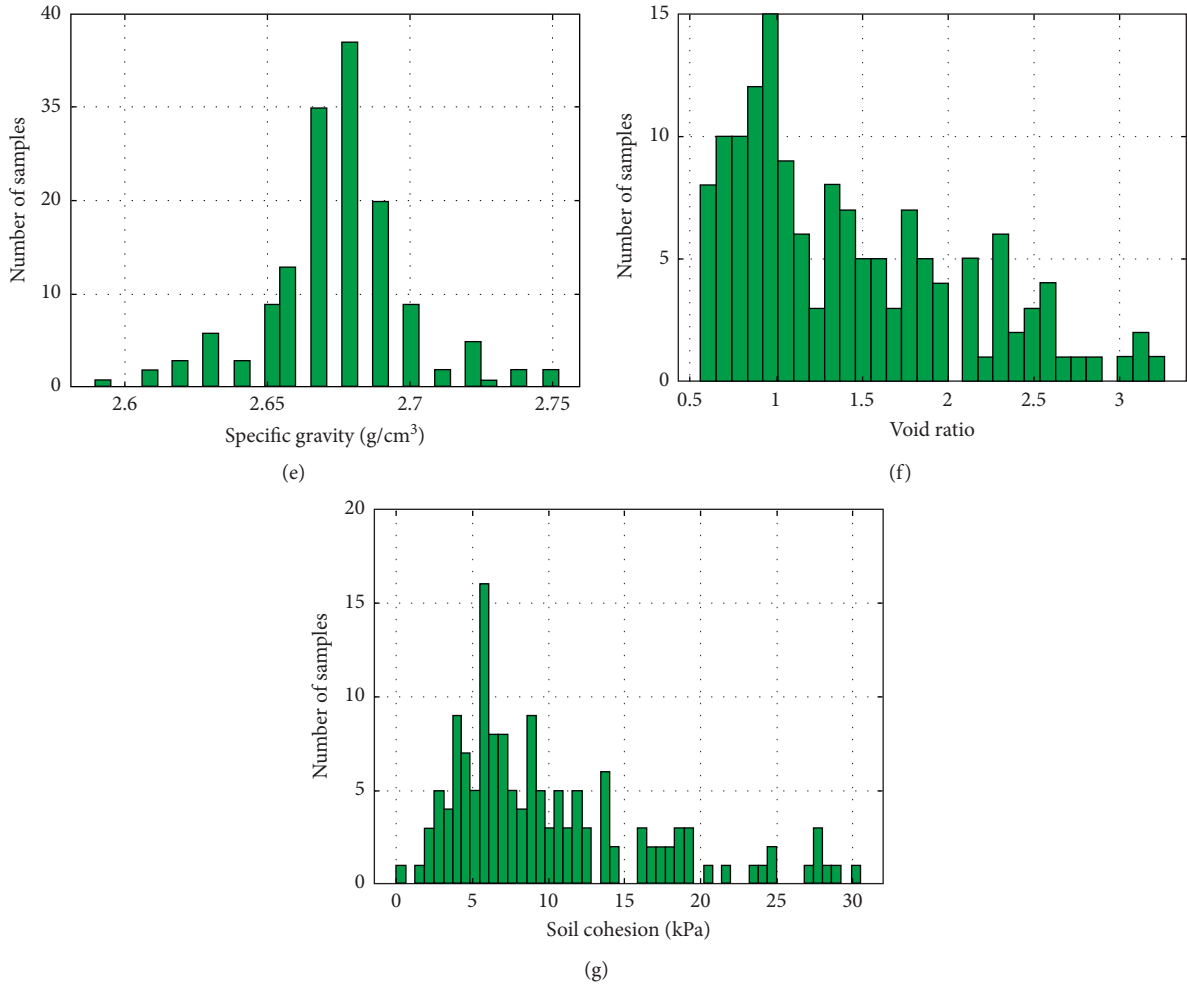 40
35
20
10
0
Number of samples
2.6 2.65 2.7 2.75
Specific gravity (g/cm³)
(e)
15
10
5
0
Number of samples
0.5 1 1.5 2 2.5 3
Void ratio
(f)
20
15
10
5
0
Number of samples
0 5 10 15 20 25 30
Soil cohesion (kPa)
(g)